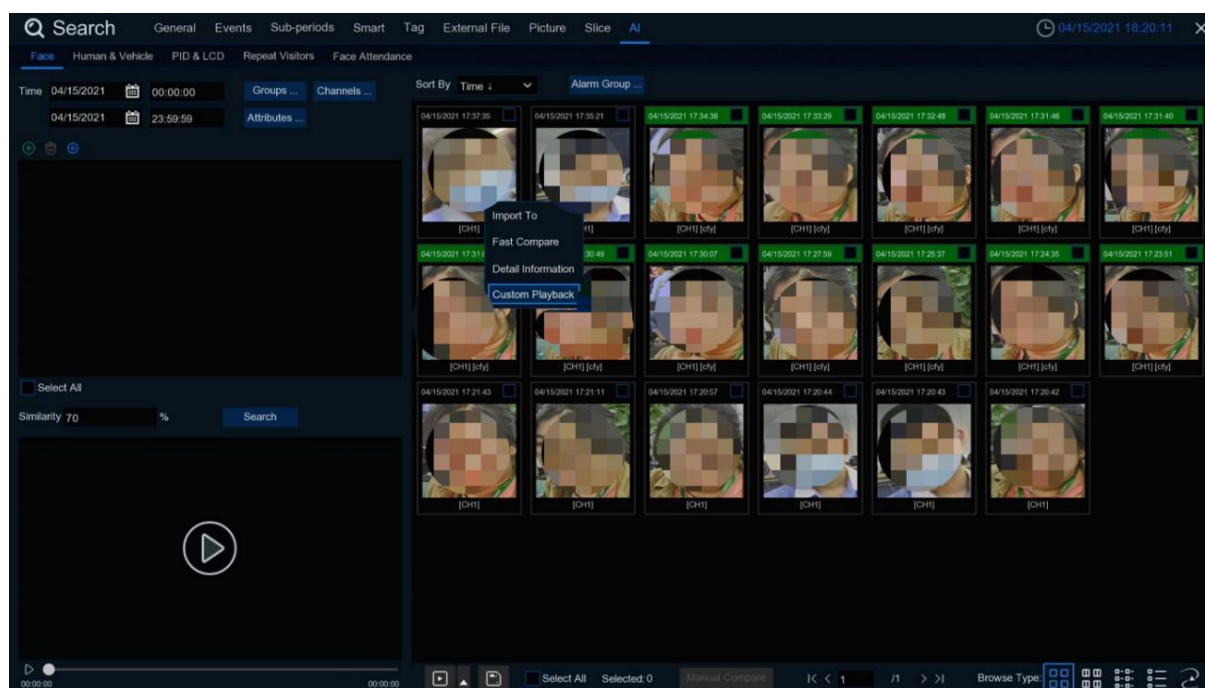 Search General Events Sub-periods Smart Tag External File Picture Slice AI 04/15/2021 18:20:11
Face Human & Vehicle PID & LCD Repeat Visitors Face Attendance
Time 04/15/2021 00:00:00 Groups ... Channels ...
04/15/2021 23:59:59 Attributes ...
Select All
Similarity 70 % Search
00:00:00 00:00:00
Sort By Time ↓ Alarm Group ...
04/15/2021 17:37:35 04/15/2021 17:35:21 04/15/2021 17:34:36 04/15/2021 17:33:29 04/15/2021 17:32:48 04/15/2021 17:31:46 04/15/2021 17:31:40
[CH1] [CH1] [cfy] [CH1] [cfy] [CH1] [cfy] [CH1] [cfy] [CH1] [cfy]
Import To
Fast Compare
Detail Information
Custom Playback
04/15/2021 17:31: 30:49 04/15/2021 17:30:07 04/15/2021 17:27:59 04/15/2021 17:25:37 04/15/2021 17:24:35 04/15/2021 17:23:51
[CH1] [cfy] [CH1] [cfy] [CH1] [cfy] [CH1] [cfy] [CH1] [cfy] [CH1] [cfy] [CH1] [cfy]
04/15/2021 17:21:43 04/15/2021 17:21:11 04/15/2021 17:20:57 04/15/2021 17:20:44 04/15/2021 17:20:43 04/15/2021 17:20:42
[CH1] [CH1] [CH1] [CH1] [CH1] [CH1]
Select All Selected: 0 Manual Compare 1 /1 Browse Type: